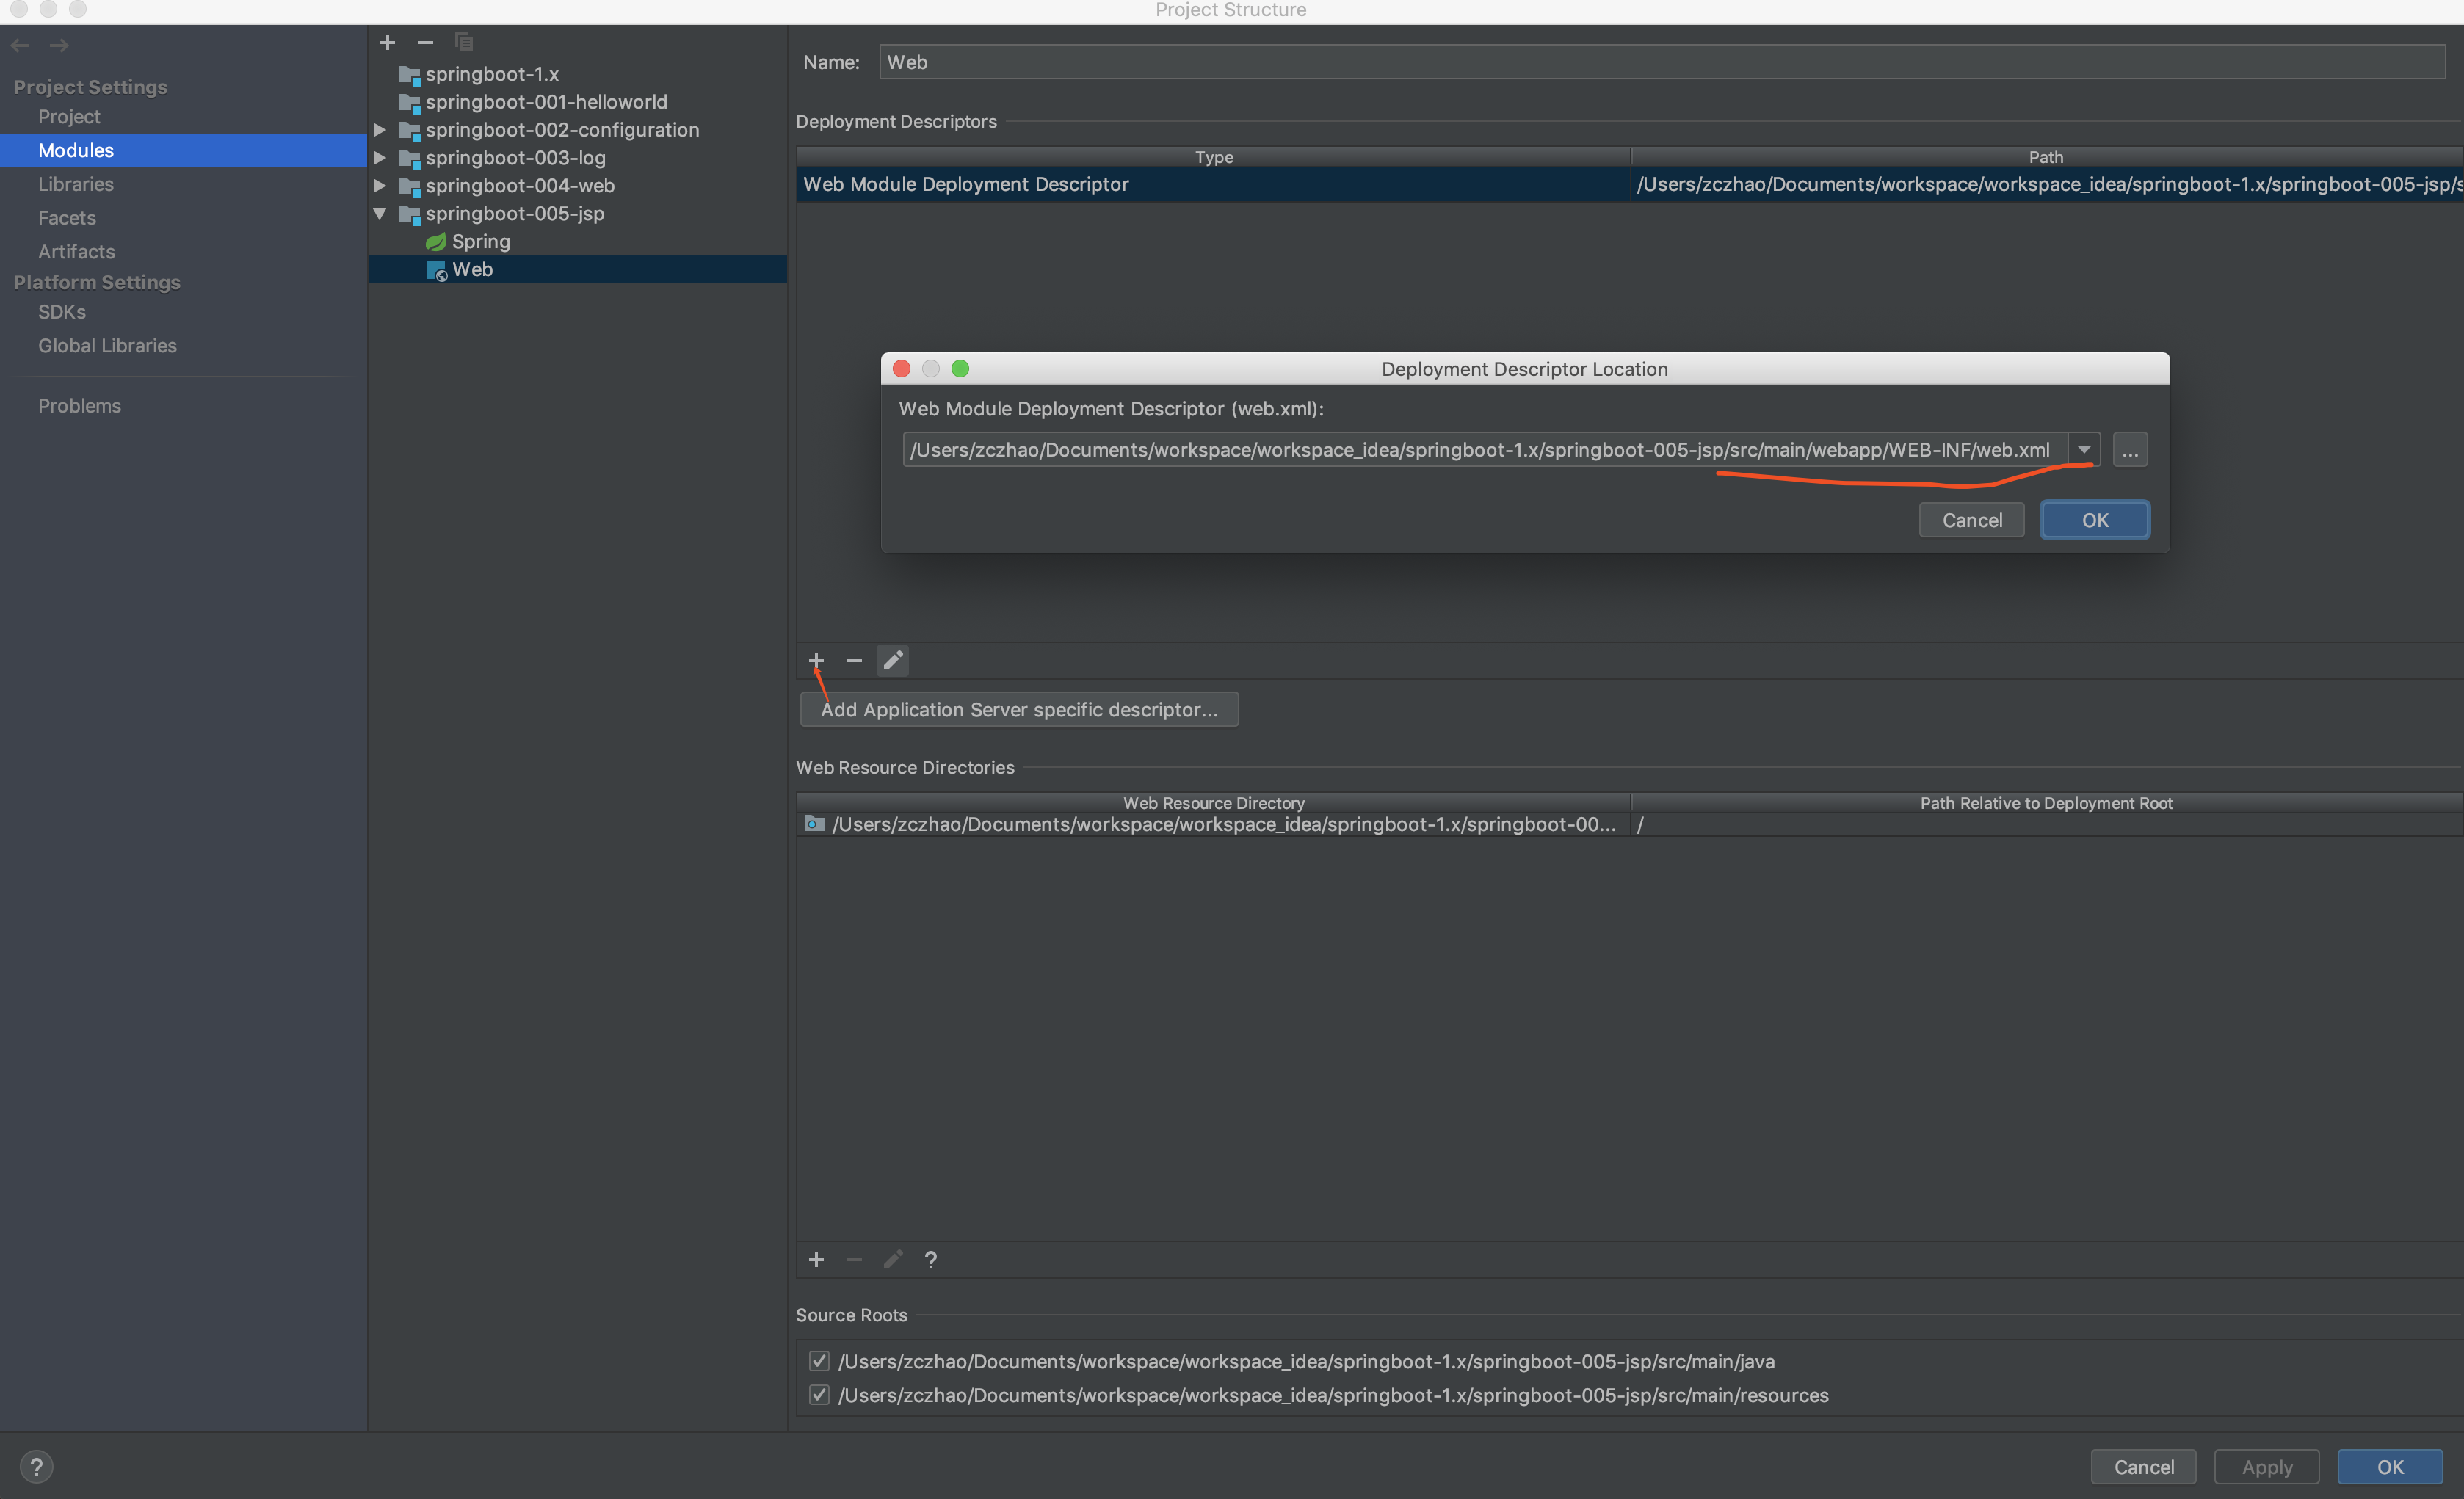 Project Structure
Project Settings
Project
Modules
Libraries
Facets
Artifacts
Platform Settings
SDKs
Global Libraries
Problems
springboot-1.x
springboot-001-helloworld
springboot-002-configuration
springboot-003-log
springboot-004-web
springboot-005-jsp
Spring
Web
Name: Web
Deployment Descriptors
Type Path
Web Module Deployment Descriptor /Users/zczhao/Documents/workspace/workspace_idea/springboot-1.x/springboot-005-jsp/s
Deployment Descriptor Location
Web Module Deployment Descriptor (web.xml):
/Users/zczhao/Documents/workspace/workspace_idea/springboot-1.x/springboot-005-jsp/src/main/webapp/WEB-INF/web.xml ...
Cancel OK
Add Application Server specific descriptor...
Web Resource Directories
Web Resource Directory Path Relative to Deployment Root
/Users/zczhao/Documents/workspace/workspace_idea/springboot-1.x/springboot-00... /
?
Source Roots
/Users/zczhao/Documents/workspace/workspace_idea/springboot-1.x/springboot-005-jsp/src/main/java
/Users/zczhao/Documents/workspace/workspace_idea/springboot-1.x/springboot-005-jsp/src/main/resources
? Cancel Apply OK